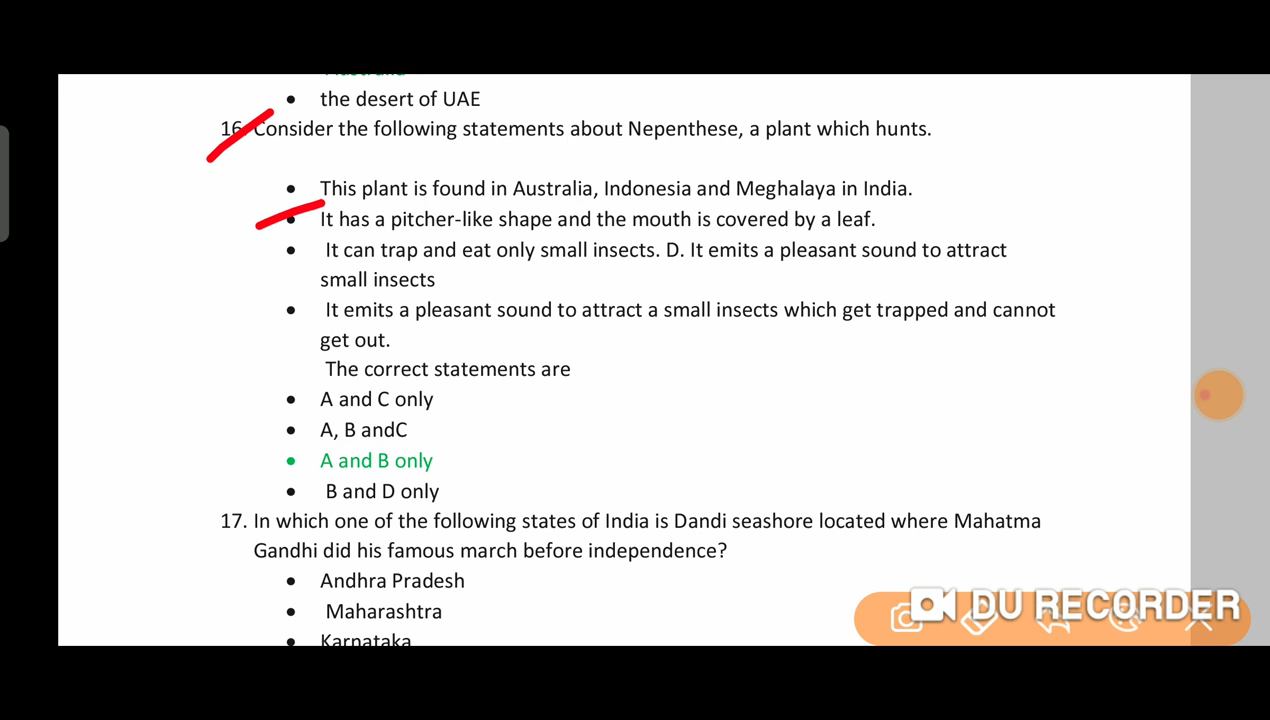 the desert of UAE
16. Consider the following statements about Nepenthese, a plant which hunts.
• This plant is found in Australia, Indonesia and Meghalaya in India.
• It has a pitcher-like shape and the mouth is covered by a leaf.
• It can trap and eat only small insects. D. It emits a pleasant sound to attract
small insects
• It emits a pleasant sound to attract a small insects which get trapped and cannot
get out.
The correct statements are
• A and C only
• A, B andC
• A and B only
• B and D only
17. In which one of the following states of India is Dandi seashore located where Mahatma
Gandhi did his famous march before independence?
• Andhra Pradesh
• Maharashtra
• Karnataka
DU RECORDER